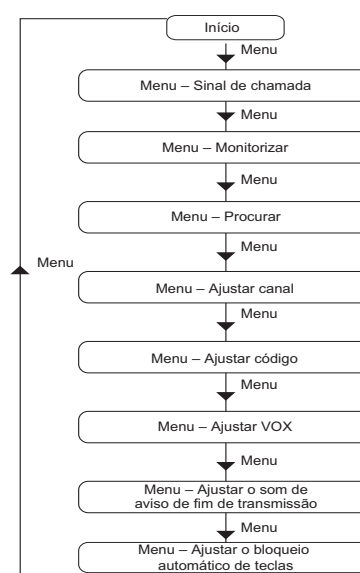 Início
Menu
Menu – Sinal de chamada
Menu
Menu – Monitorizar
Menu
Menu – Procurar
Menu
Menu
Menu – Ajustar canal
Menu
Menu – Ajustar código
Menu
Menu – Ajustar VOX
Menu
Menu – Ajustar o som de
aviso de fim de transmissão
Menu
Menu – Ajustar o bloqueio
automático de teclas